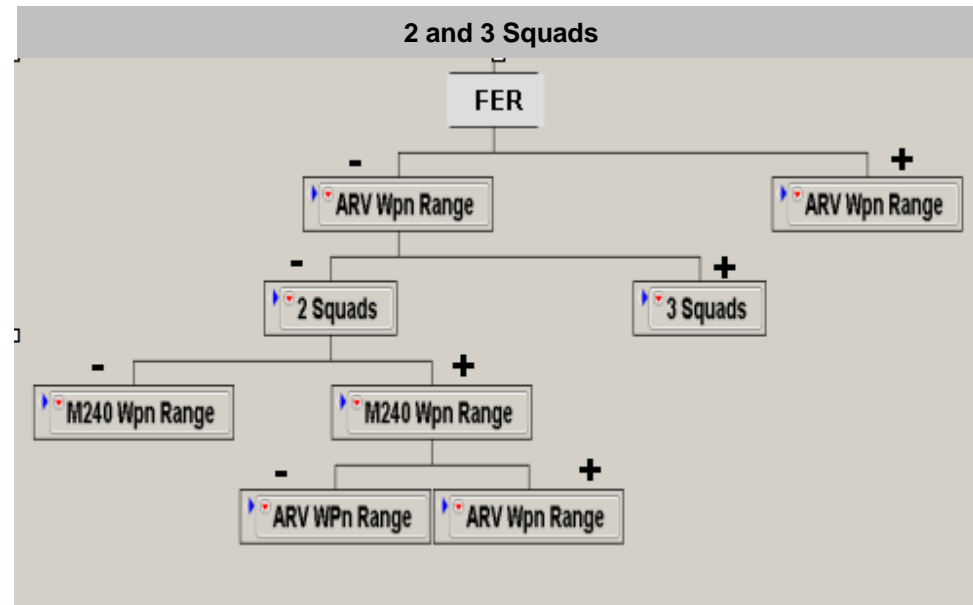 2 and 3 Squads
FER
- +
ARV Wpn Range ARV Wpn Range
- +
2 Squads 3 Squads
- +
M240 Wpn Range M240 Wpn Range
- +
ARV WPn Range ARV Wpn Range